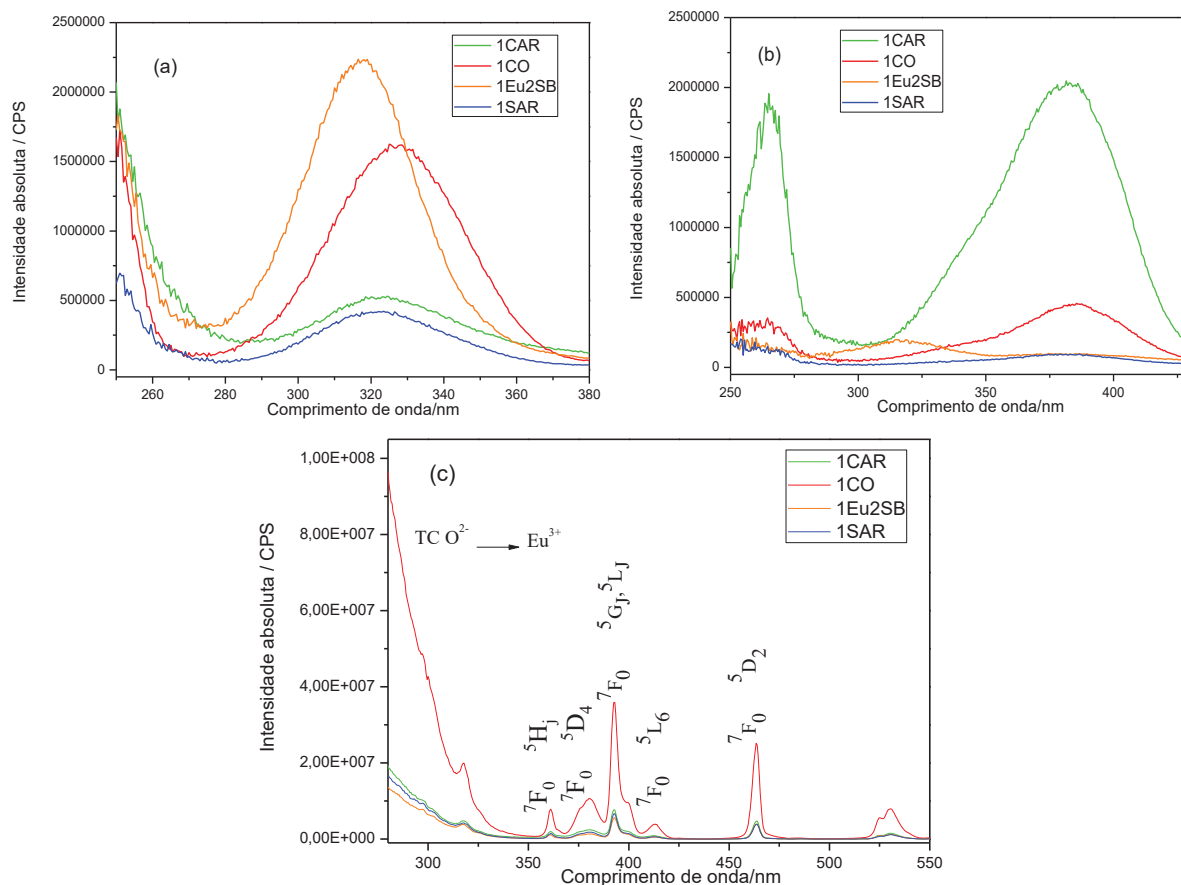 (a)
1CAR
1CO
1Eu2SB
1SAR
Intensidade absoluta / CPS
2500000
2000000
1500000
1000000
500000
0
260
280
300
320
340
360
380
Comprimento de onda/nm
(b)
1CAR
1CO
1Eu2SB
1SAR
Intensidade absoluta / CPS
2500000
2000000
1500000
1000000
500000
0
250
300
350
400
Comprimento de onda/nm
(c)
1CAR
1CO
1Eu2SB
1SAR
Intensidade absoluta / CPS
1,00E+008
8,00E+007
6,00E+007
4,00E+007
2,00E+007
0,00E+000
TC O²⁻ → Eu³⁺
⁵Hⱼ
⁷F₀
⁵D₄
⁷F₀
⁵G_J, ⁵L_J
⁷F₀
⁵L₆
⁷F₀
⁵D₂
⁷F₀
300
350
400
450
500
550
Comprimento de onda/nm